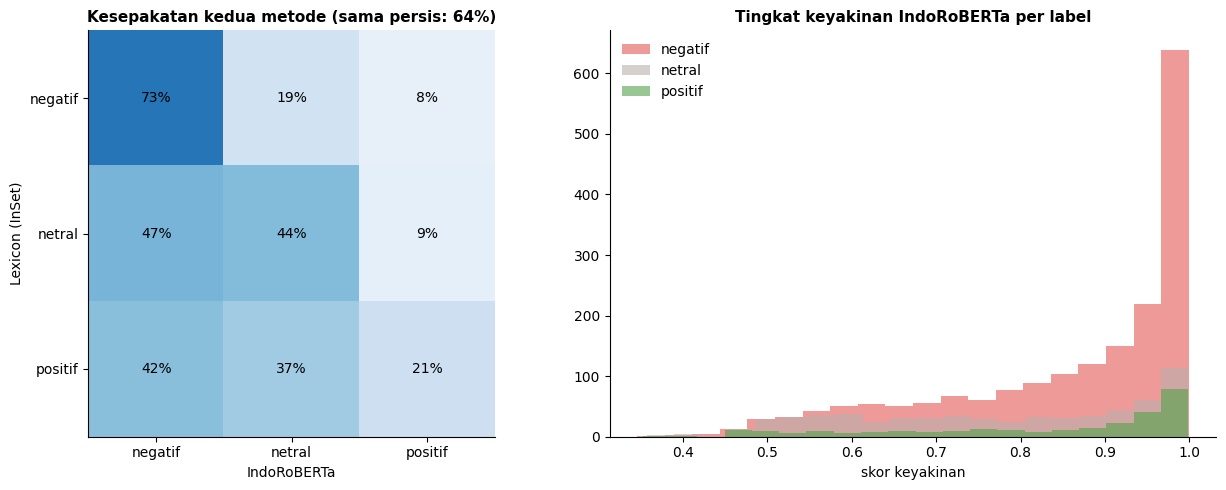 Kesepakatan kedua metode (sama persis: 64%)
negatif
netral
positif
Lexicon (InSet)
73%
19%
8%
47%
44%
9%
42%
37%
21%
negatif
netral
positif
IndoRoBERTa
Tingkat keyakinan IndoRoBERTa per label
negatif
netral
positif
600
500
400
300
200
100
0
0.4
0.5
0.6
0.7
0.8
0.9
1.0
skor keyakinan